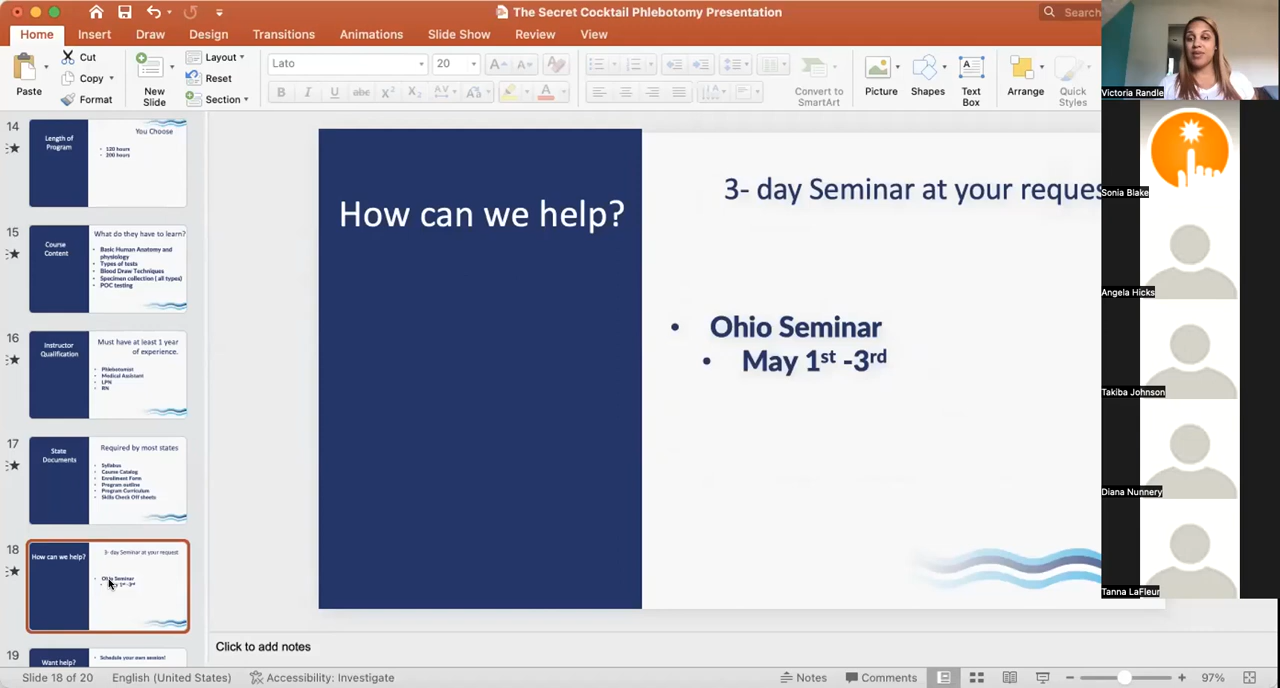 The Secret Cocktail Phlebotomy Presentation
Search
Home Insert Draw Design Transitions Animations Slide Show Review View
Paste
Cut
Copy
Format
New
Slide
Layout
Reset
Section
Lato
20
B I U abc X² X₂ AV Aa A
Convert to
SmartArt
Picture
Shapes
Text
Box
Arrange
Quick
Styles
14
Length of
Program
You Choose
• 120 hours
• 200 hours
15
Course
Content
What do they have to learn?
• Basic Human Anatomy and
physiology
• Types of tests
• Blood Draw Techniques
• Specimen collection ( all types)
• POC testing
16
Instructor
Qualification
Must have at least 1 year
of experience.
• Phlebotomist
• Medical Assistant
• LPN
• RN
17
State
Documents
Required by most states
• Syllabus
• Course Catalog
• Enrollment Form
• Program outline
• Program Curriculum
• Skills Check Off sheets
18
How can we help?
3- day Seminar at your request
• Ohio Seminar
19
Want help?
• Schedule your own session!
How can we help?
3- day Seminar at your reques
• Ohio Seminar
• May 1st -3rd
Click to add notes
Slide 18 of 20
English (United States)
Accessibility: Investigate
Notes
Comments
97%
Victoria Randle
Sonia Blake
Angela Hicks
Takiba Johnson
Diana Nunnery
Tanna LaFleur